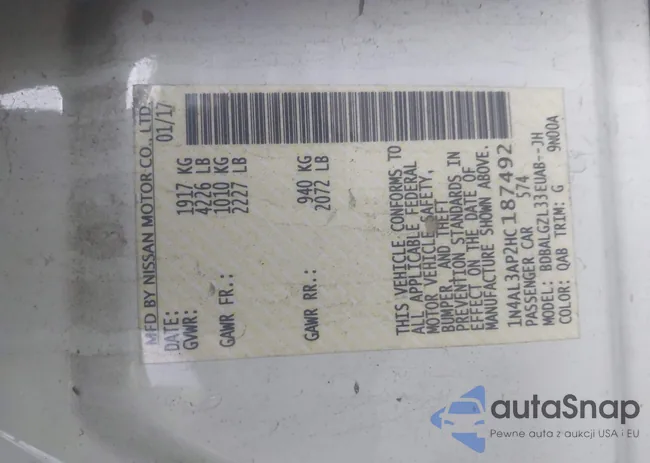 MFD BY NISSAN MOTOR CO., LTD.
DATE: 01/17
GVWR: 1917 KG
4226 LB
GAWR FR.: 1010 KG
2227 LB
GAWR RR.: 940 KG
2072 LB
THIS VEHICLE CONFORMS TO
ALL APPLICABLE FEDERAL
MOTOR VEHICLE SAFETY,
BUMPER, AND THEFT
PREVENTION STANDARDS IN
EFFECT ON THE DATE OF
MANUFACTURE SHOWN ABOVE.
1N4AL3AP2HC187492
PASSENGER CAR 574
MODEL: BDBALGZL33EUAB--JH
COLOR: QAB TRIM: G 9N00A
autaSnap
Pewne auta z aukcji USA i EU